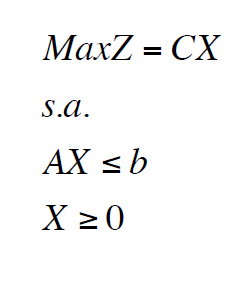 MaxZ = CX
s.a.
AX ≤ b
X ≥ 0